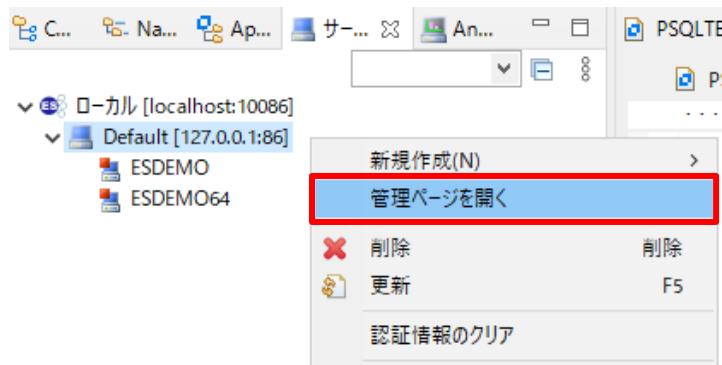 C... Na... Ap... サー... An... PSQLTE
P
ローカル [localhost:10086]
Default [127.0.0.1:86]
ESDEMO
ESDEMO64
新規作成(N)
管理ページを開く
削除 削除
更新 F5
認証情報のクリア